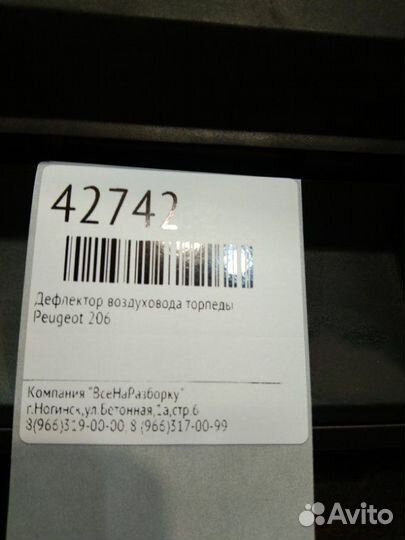 42742
Дефлектор воздуховода торпеды
Peugeot 206
Компания "ВсеНаРазборку"
г.Ногинск,ул.Бетонная,1а,стр.6
8(966)319-00-00, 8 (966)317-00-99
Avito